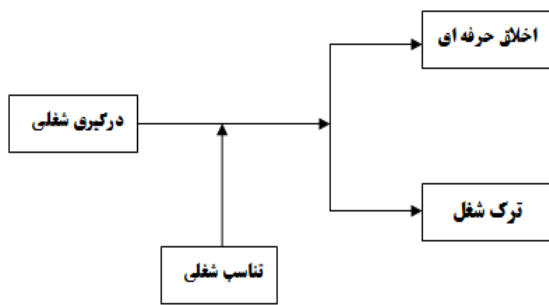 اخلاق حرفه ای
درگیری شغلی
ترک شغل
تناسب شغلی